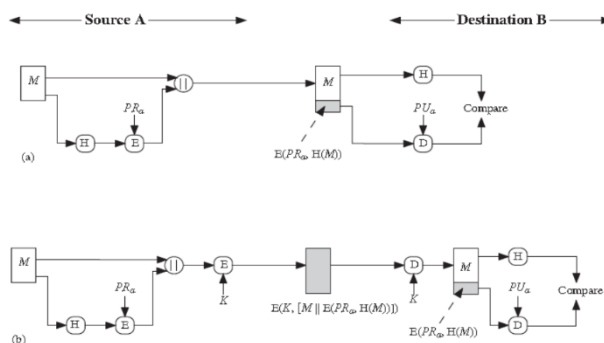 Source A
Destination B
M
||
PRa
H
E
(a)
M
E(PRa, H(M))
H
PUa
D
Compare
M
||
PRa
H
E
(b)
E
K
E(K, [M || E(PRa, H(M))])
D
K
M
E(PRa, H(M))
H
PUa
D
Compare